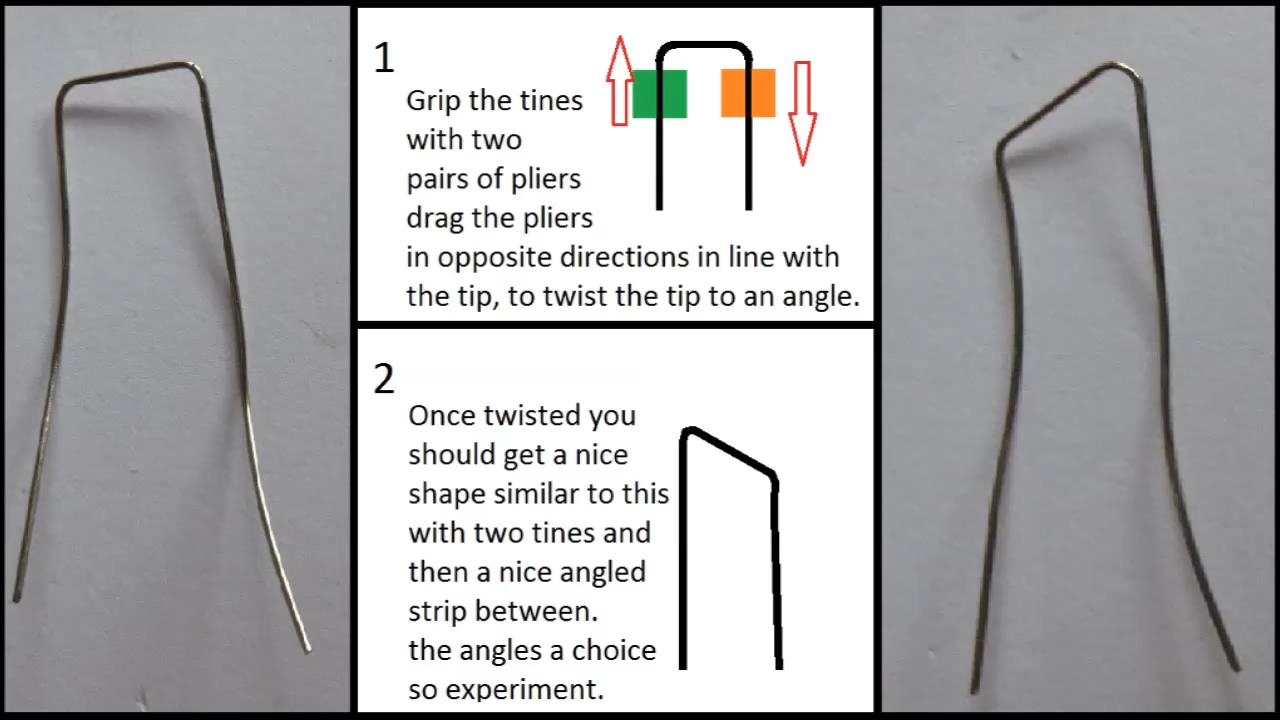 1
Grip the tines
with two
pairs of pliers
drag the pliers
in opposite directions in line with
the tip, to twist the tip to an angle.
2
Once twisted you
should get a nice
shape similar to this
with two tines and
then a nice angled
strip between.
the angles a choice
so experiment.